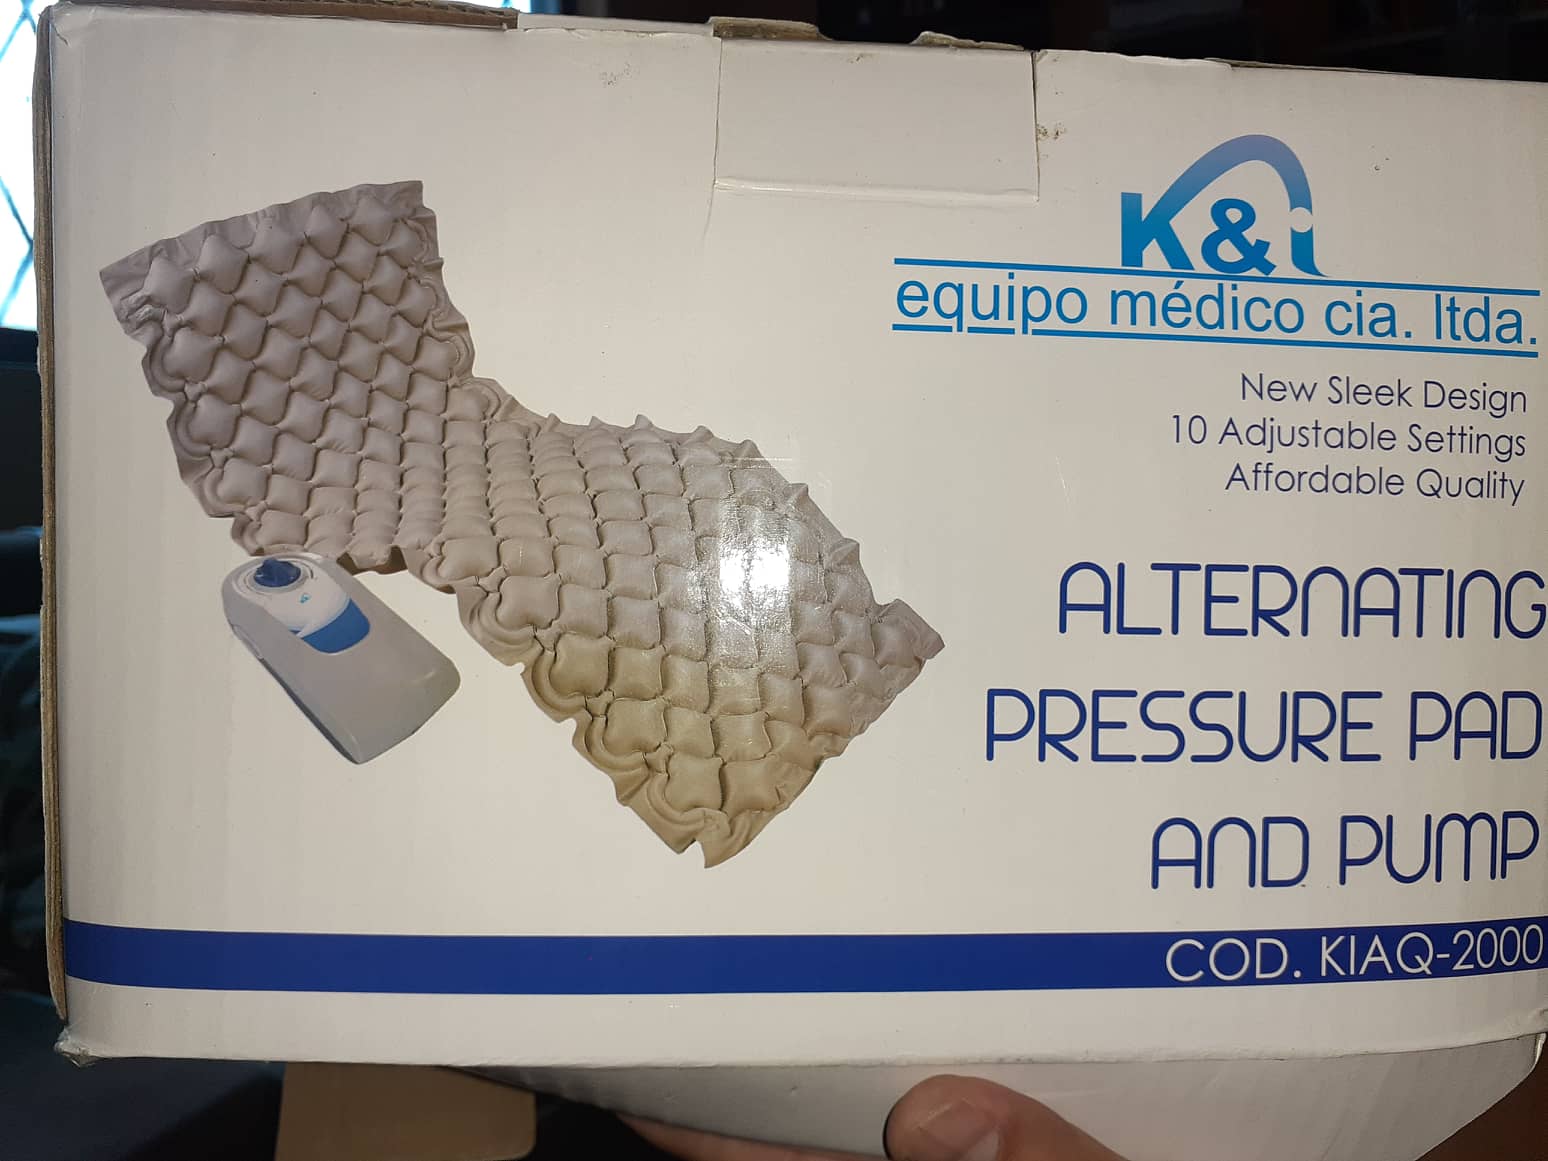 K&i
equipo médico cia. ltda.
New Sleek Design
10 Adjustable Settings
Affordable Quality
ALTERNATING
PRESSURE PAD
AND PUMP
COD. KIAQ-2000